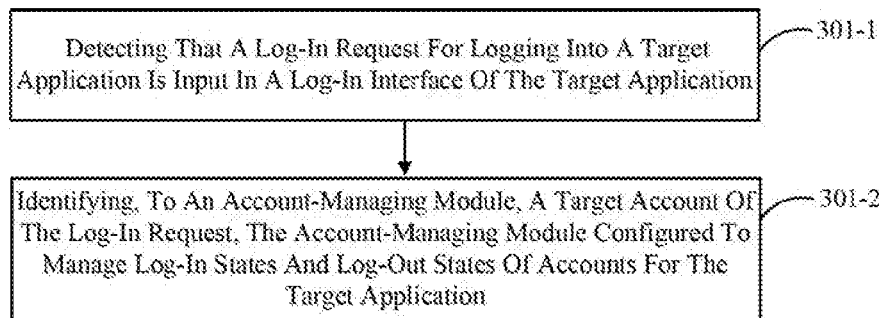 Detecting That A Log-In Request For Logging Into A Target
Application Is Input In A Log-In Interface Of The Target Application
301-1
Identifying, To An Account-Managing Module, A Target Account Of
The Log-In Request, The Account-Managing Module Configured To
Manage Log-In States And Log-Out States Of Accounts For The
Target Application
301-2